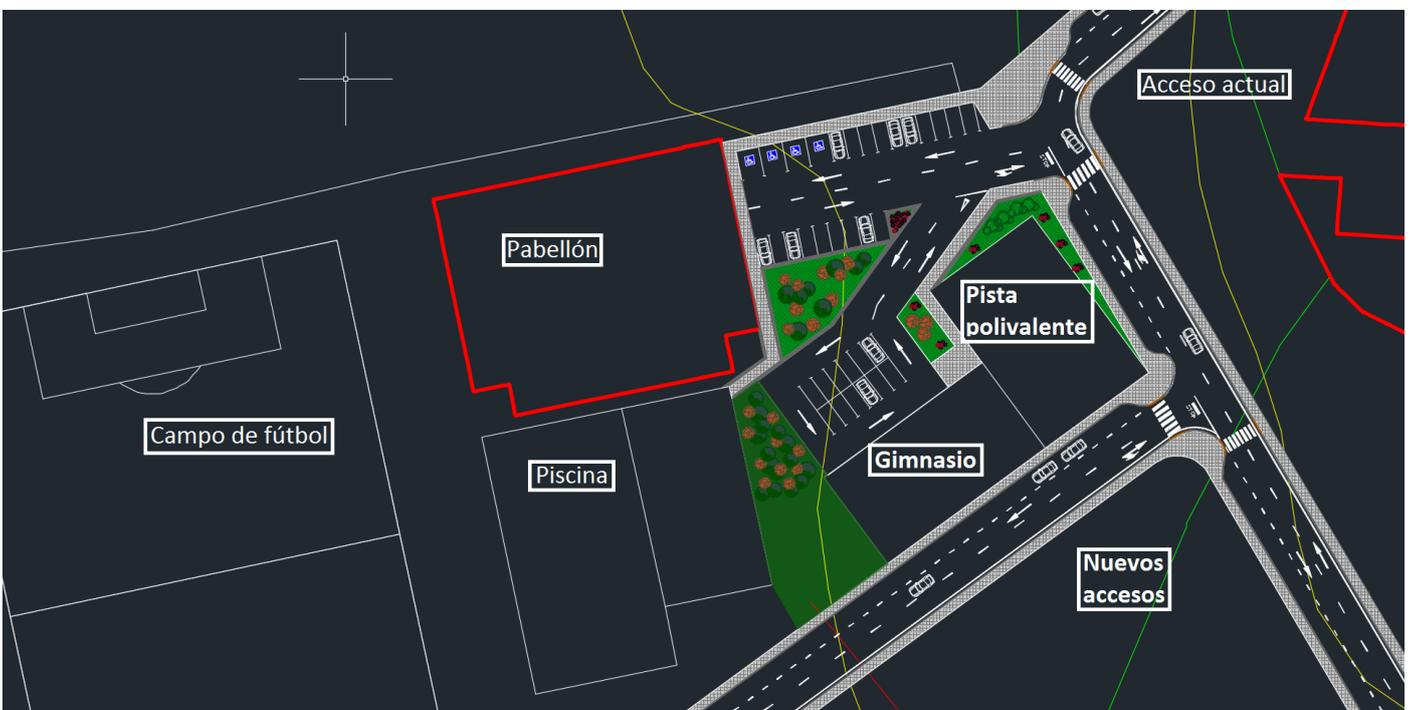 Acceso actual
Pabellón
Pista
polivalente
Campo de fútbol
Piscina
Gimnasio
Nuevos
accesos